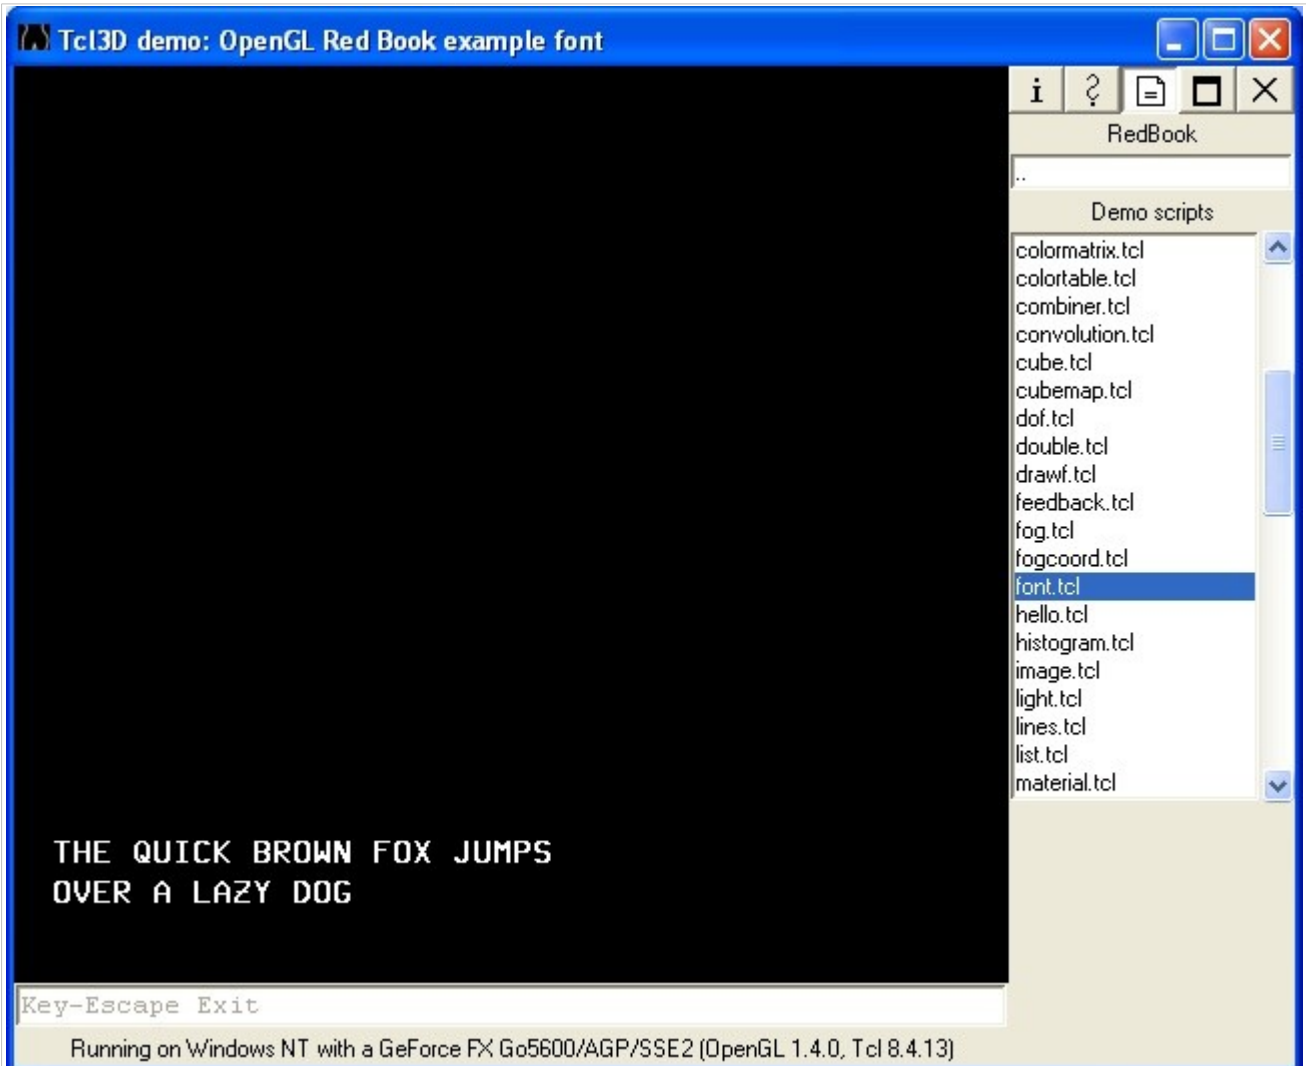 Tcl3D demo: OpenGL Red Book example font
i ?
RedBook
..
Demo scripts
colormatrix.tcl
colortable.tcl
combiner.tcl
convolution.tcl
cube.tcl
cubemap.tcl
dof.tcl
double.tcl
drawf.tcl
feedback.tcl
fog.tcl
fogcoord.tcl
font.tcl
hello.tcl
histogram.tcl
image.tcl
light.tcl
lines.tcl
list.tcl
material.tcl
THE QUICK BROWN FOX JUMPS
OVER A LAZY DOG
Key-Escape Exit
Running on Windows NT with a GeForce FX Go5600/AGP/SSE2 (OpenGL 1.4.0, Tcl 8.4.13)